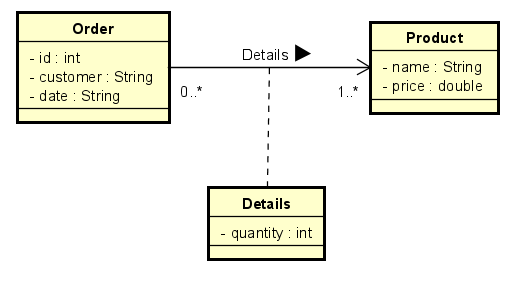 Order
- id : int
- customer : String
- date : String
Details ▶
0..*
1..*
Product
- name : String
- price : double
Details
- quantity : int